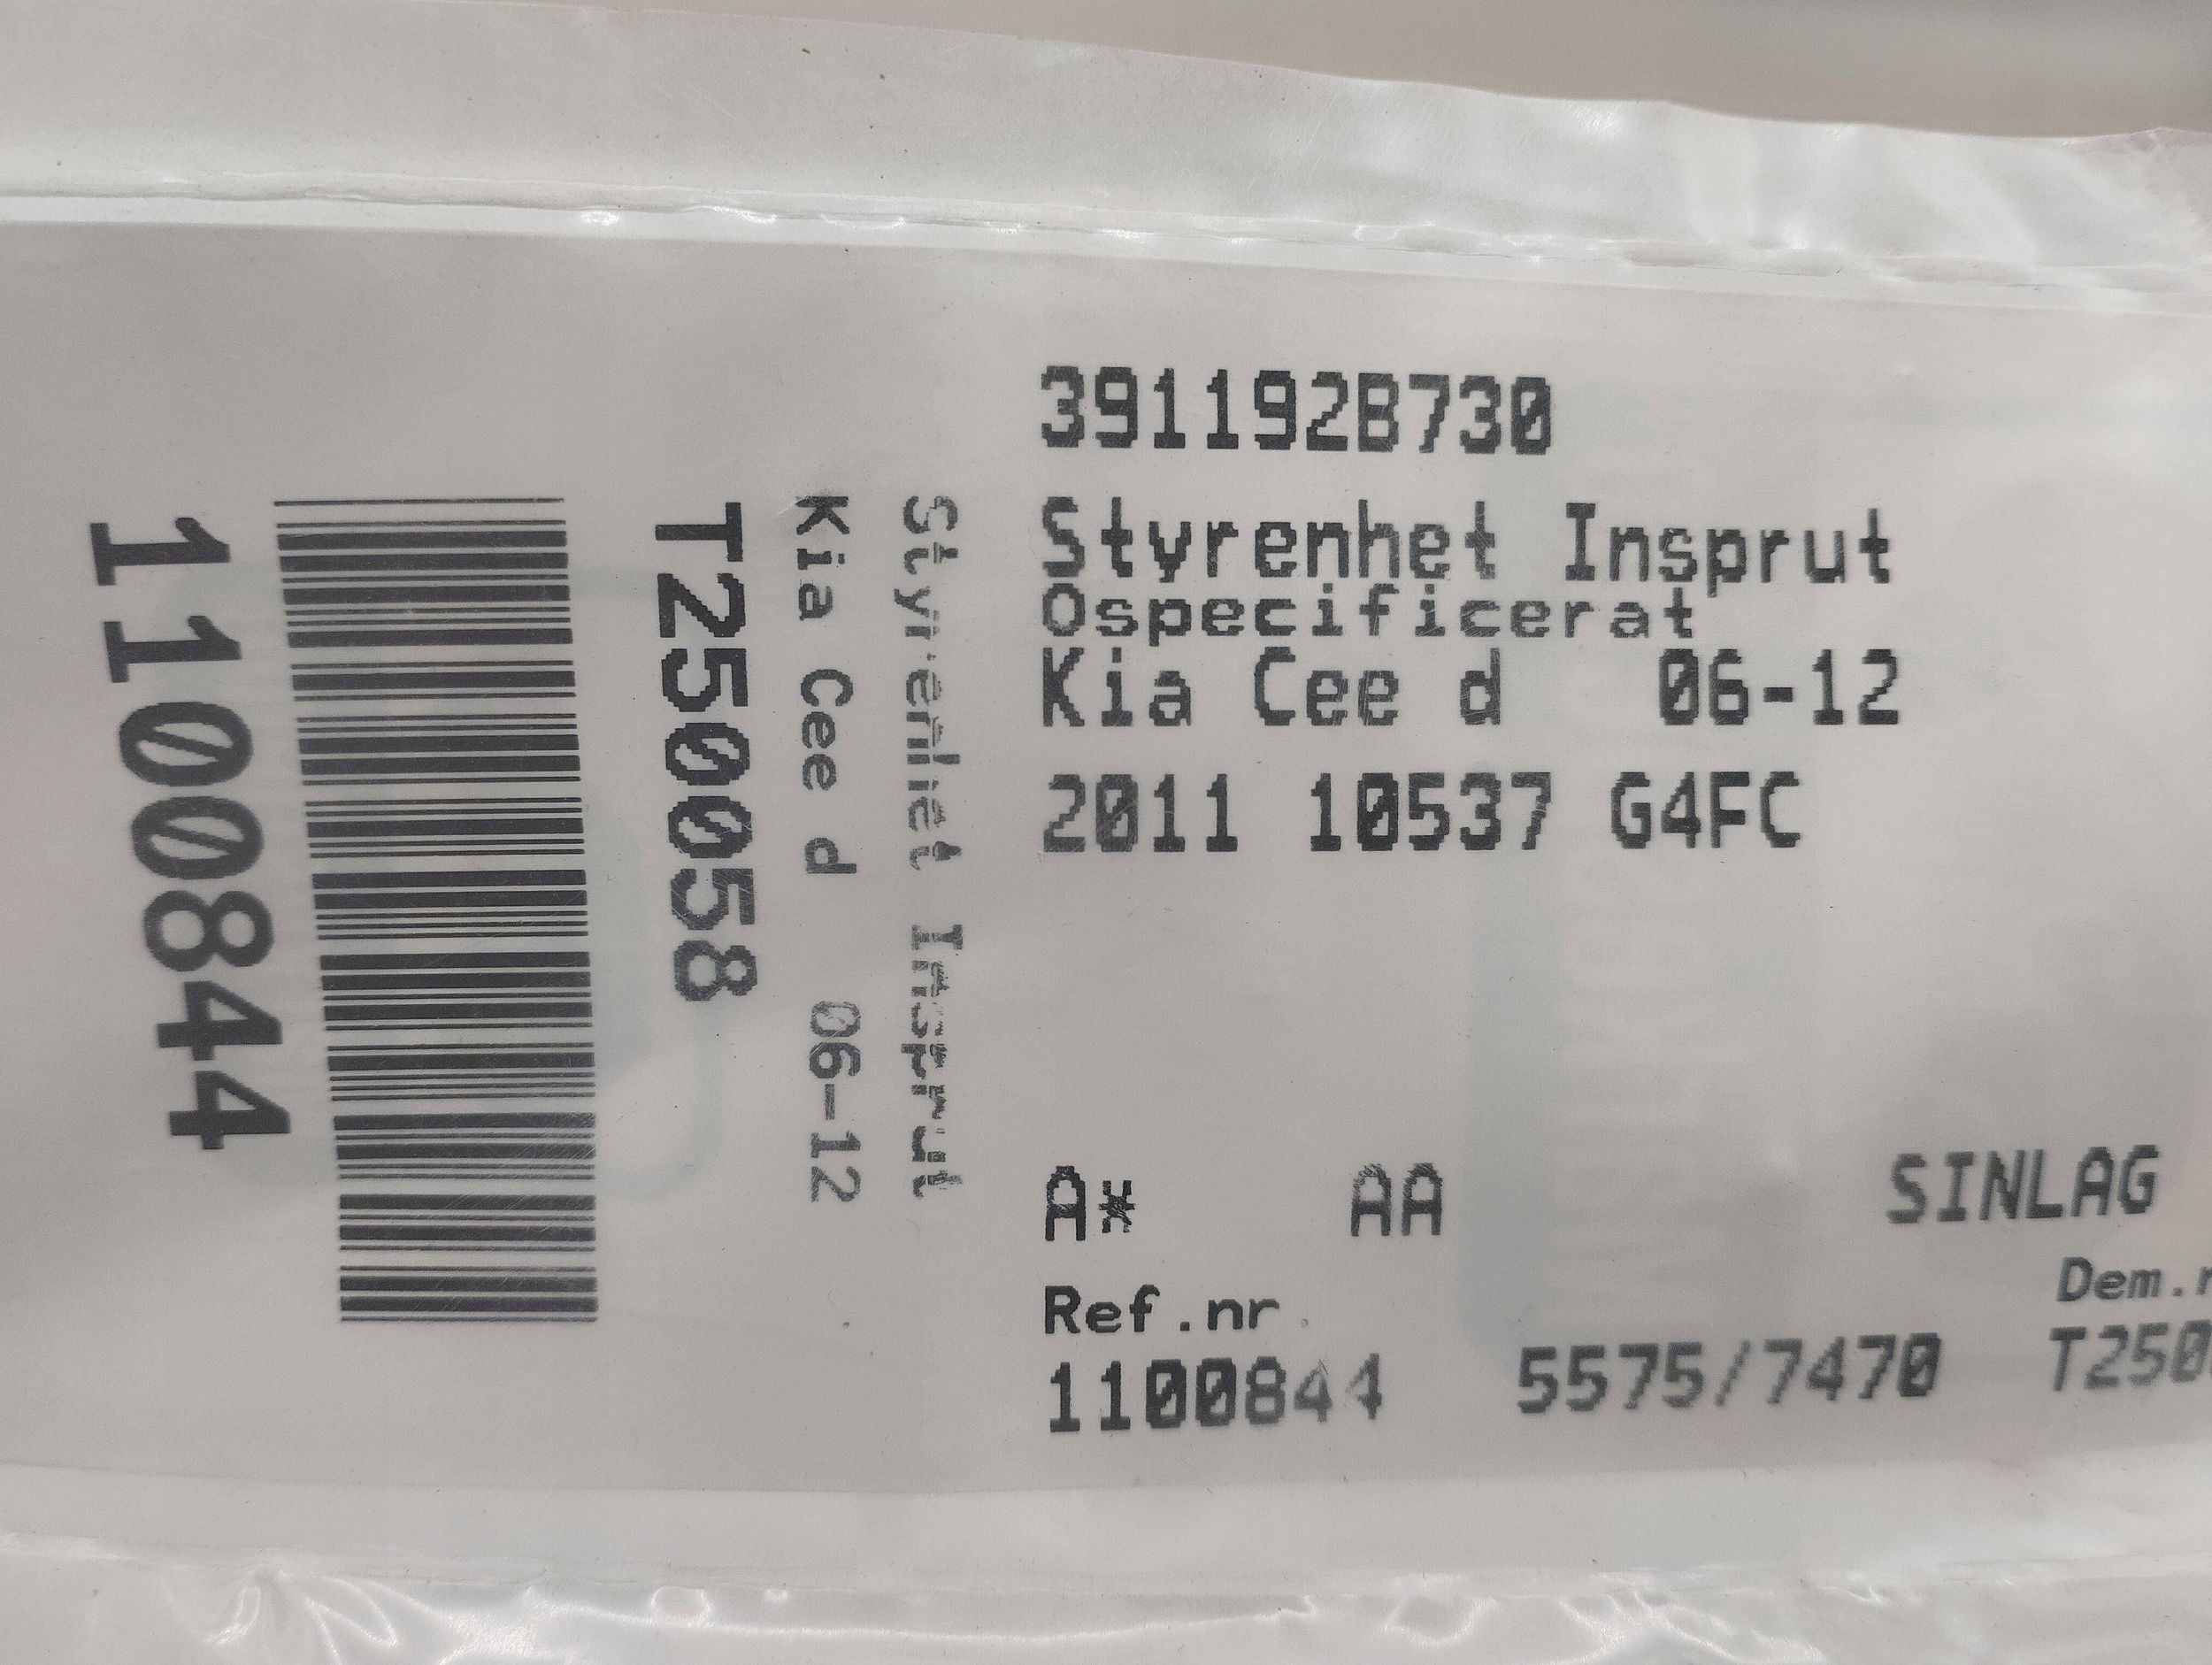 391192B730
Styrenhet Insprut
Ospecificerat
Kia Cee d 06-12
2011 10537 G4FC
A* AA SINLAG
Ref.nr.
1100844 5575/7470
Styrenhet Insprut
Kia Cee d 06-12
T250058
1100844